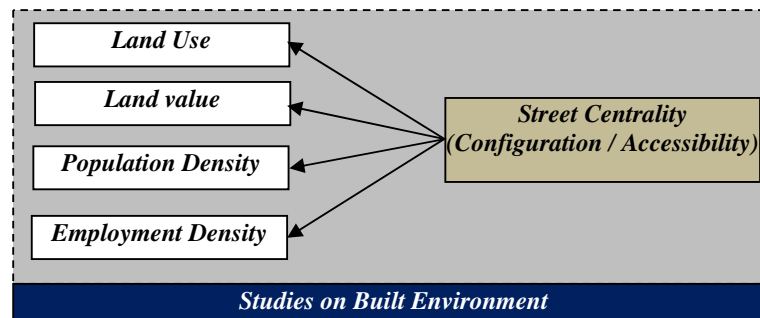 Land Use
Land value
Population Density
Employment Density
Street Centrality
(Configuration / Accessibility)
Studies on Built Environment